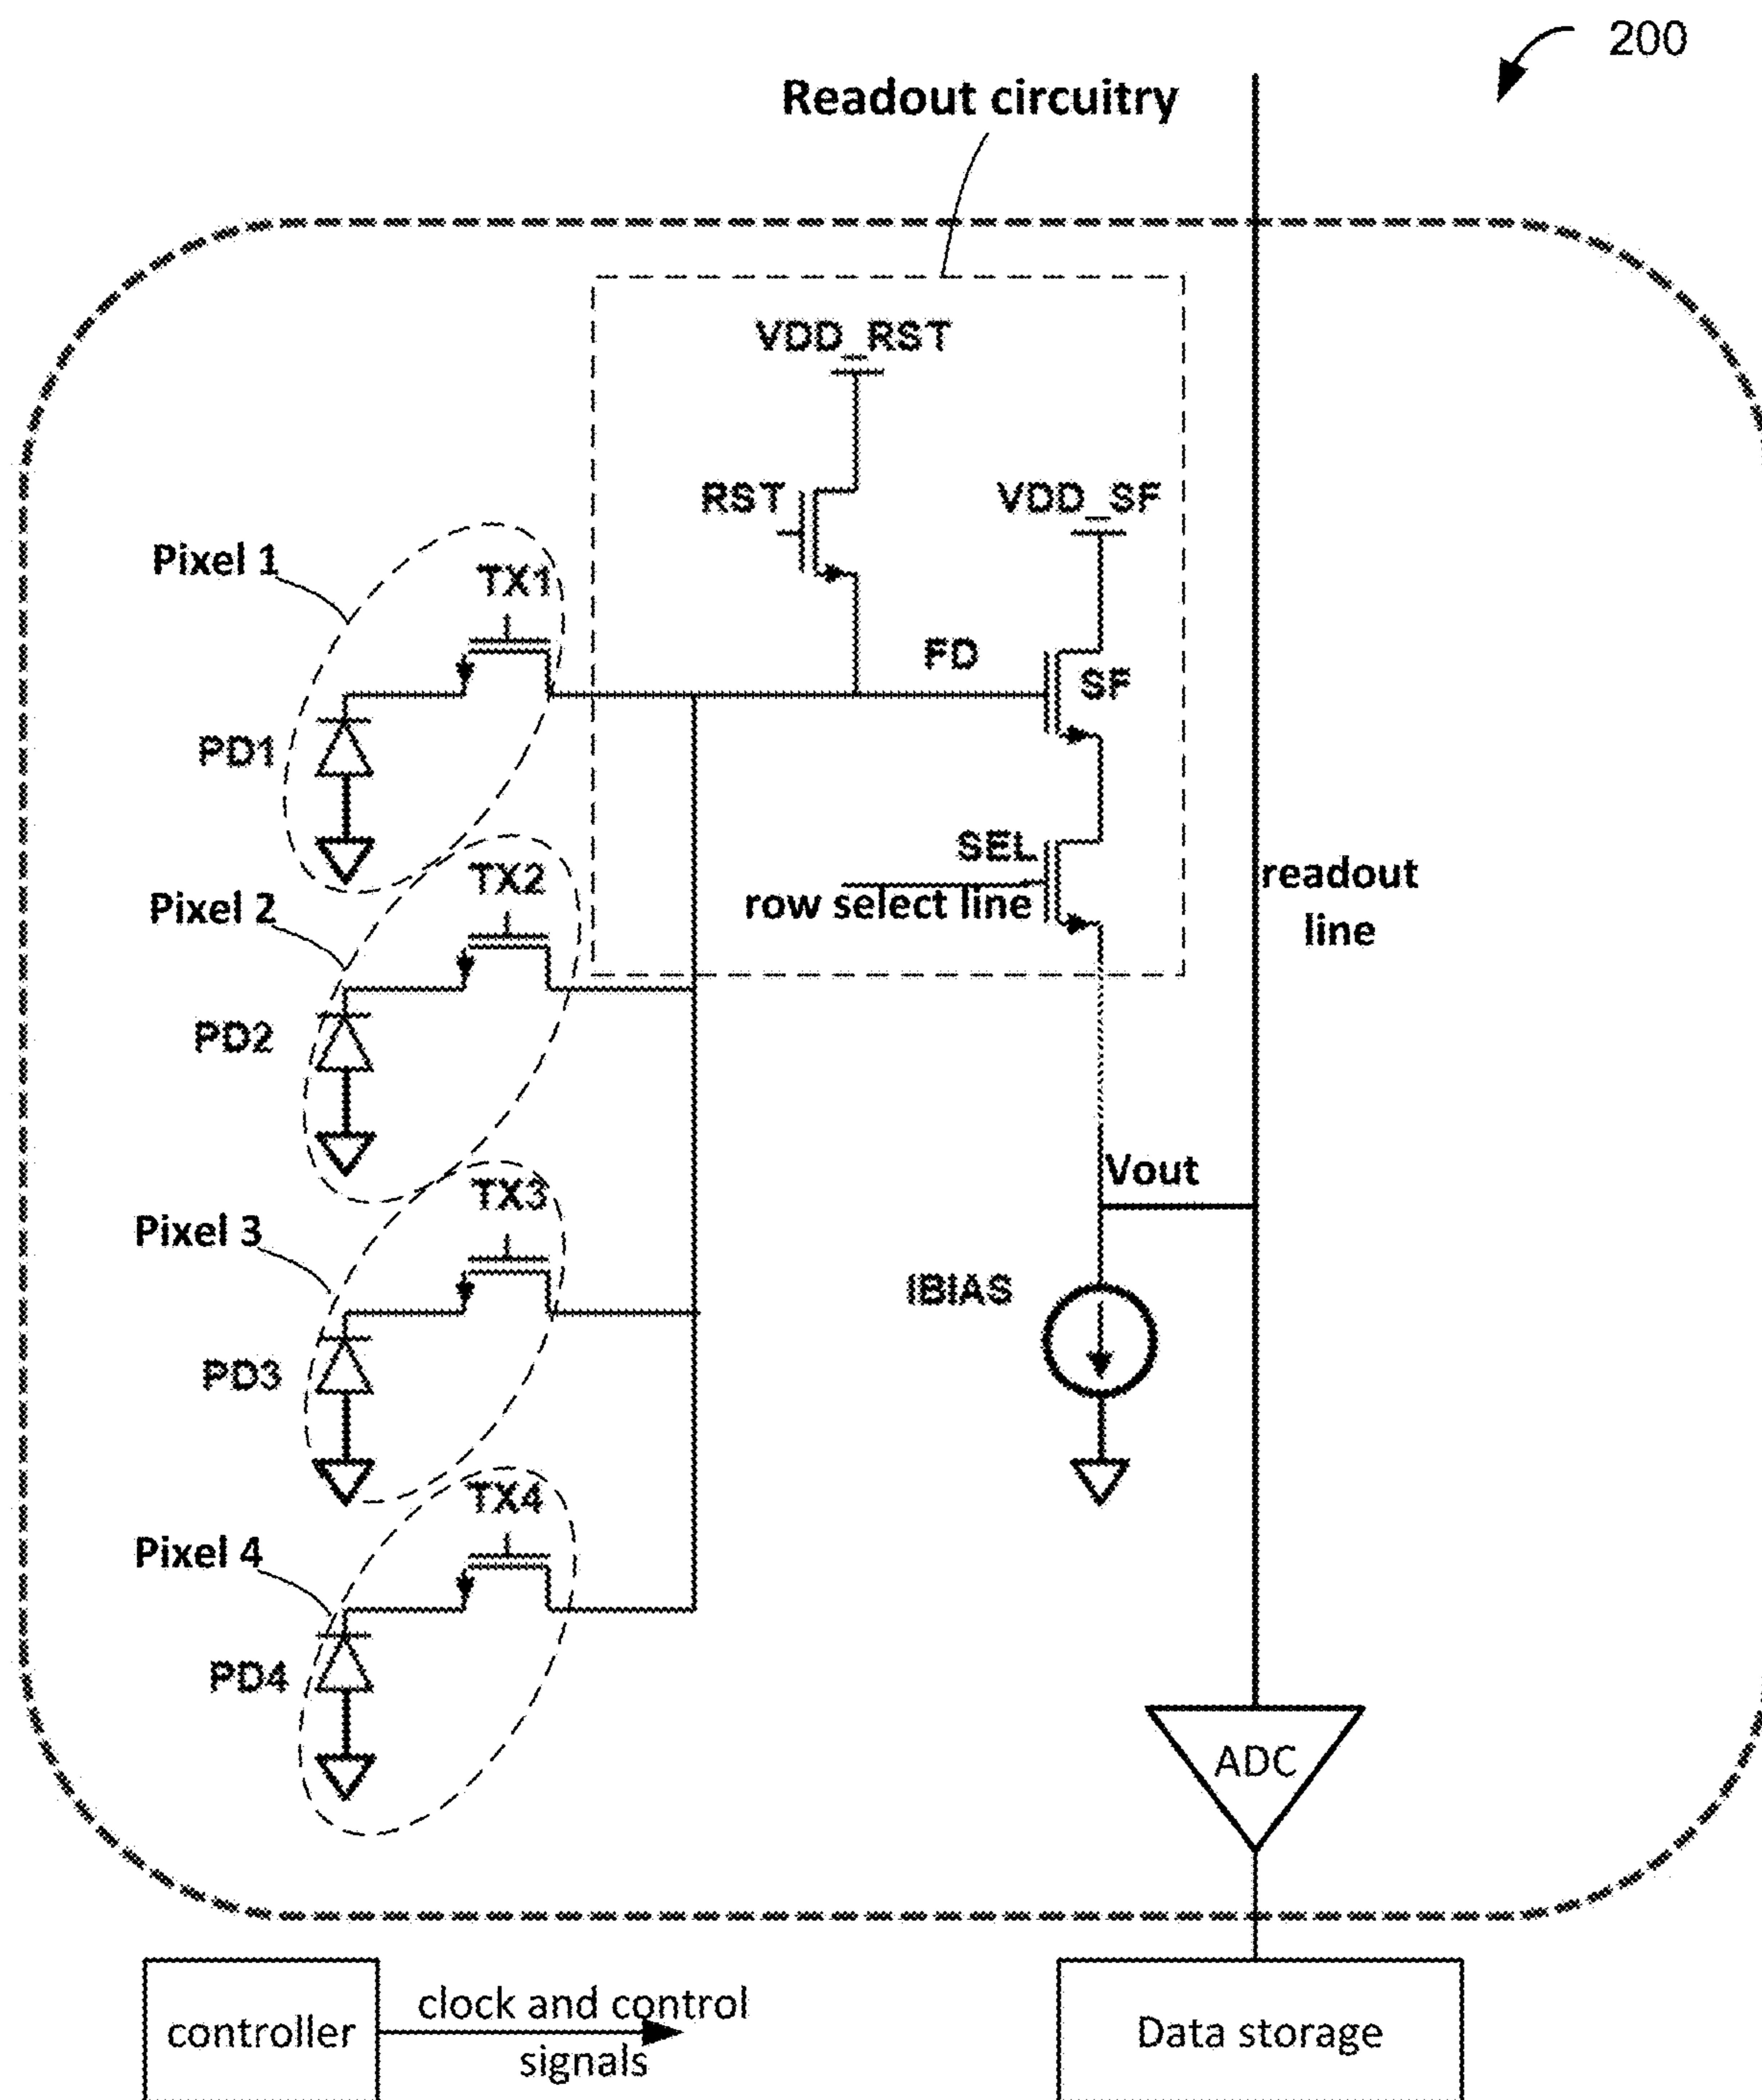 200
Readout circuitry
VDD_RST
RST
VDD_SF
Pixel 1
TX1
FD
SF
PD1
SEL
row select line
readout
line
TX2
Pixel 2
PD2
Vout
TX3
Pixel 3
IBIAS
PD3
TX4
Pixel 4
PD4
ADC
controller
clock and control
signals
Data storage